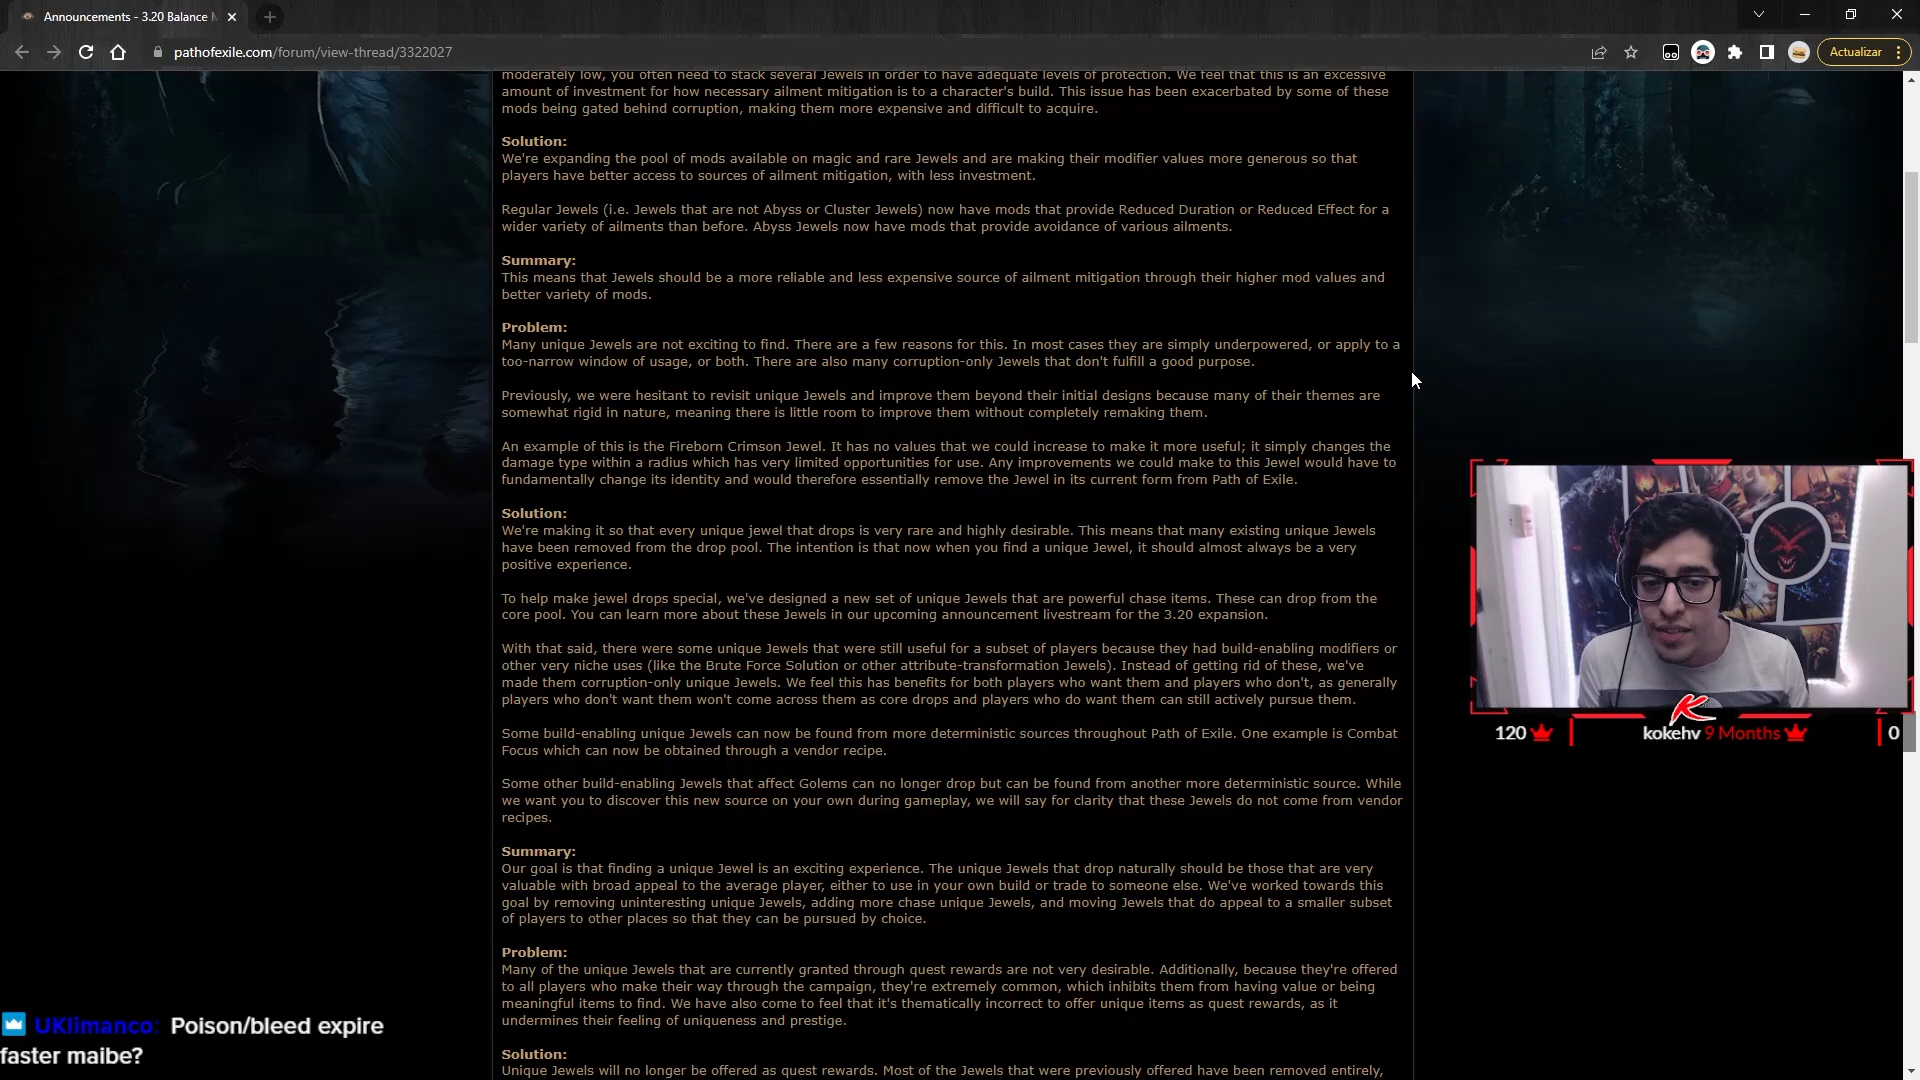 Announcements - 3.20 Balance
pathofexile.com/forum/view-thread/3322027
Actualizar
moderately low, you often need to stack several Jewels in order to have adequate levels of protection. We feel that this is an excessive
amount of investment for how necessary ailment mitigation is to a character's build. This issue has been exacerbated by some of these
mods being gated behind corruption, making them more expensive and difficult to acquire.
Solution:
We're expanding the pool of mods available on magic and rare Jewels and are making their modifier values more generous so that
players have better access to sources of ailment mitigation, with less investment.
Regular Jewels (i.e. Jewels that are not Abyss or Cluster Jewels) now have mods that provide Reduced Duration or Reduced Effect for a
wider variety of ailments than before. Abyss Jewels now have mods that provide avoidance of various ailments.
Summary:
This means that Jewels should be a more reliable and less expensive source of ailment mitigation through their higher mod values and
better variety of mods.
Problem:
Many unique Jewels are not exciting to find. There are a few reasons for this. In most cases they are simply underpowered, or apply to a
too-narrow window of usage, or both. There are also many corruption-only Jewels that don't fulfill a good purpose.
Previously, we were hesitant to revisit unique Jewels and improve them beyond their initial designs because many of their themes are
somewhat rigid in nature, meaning there is little room to improve them without completely remaking them.
An example of this is the Fireborn Crimson Jewel. It has no values that we could increase to make it more useful; it simply changes the
damage type within a radius which has very limited opportunities for use. Any improvements we could make to this Jewel would have to
fundamentally change its identity and would therefore essentially remove the Jewel in its current form from Path of Exile.
Solution:
We're making it so that every unique jewel that drops is very rare and highly desirable. This means that many existing unique Jewels
have been removed from the drop pool. The intention is that now when you find a unique Jewel, it should almost always be a very
positive experience.
To help make jewel drops special, we've designed a new set of unique Jewels that are powerful chase items. These can drop from the
core pool. You can learn more about these Jewels in our upcoming announcement livestream for the 3.20 expansion.
With that said, there were some unique Jewels that were still useful for a subset of players because they had build-enabling modifiers or
other very niche uses (like the Brute Force Solution or other attribute-transformation Jewels). Instead of getting rid of these, we've
made them corruption-only unique Jewels. We feel this has benefits for both players who want them and players who don't, as generally
players who don't want them won't come across them as core drops and players who do want them can still actively pursue them.
Some build-enabling unique Jewels can now be found from more deterministic sources throughout Path of Exile. One example is Combat
Focus which can now be obtained through a vendor recipe.
Some other build-enabling Jewels that affect Golems can no longer drop but can be found from another more deterministic source. While
we want you to discover this new source on your own during gameplay, we will say for clarity that these Jewels do not come from vendor
recipes.
Summary:
Our goal is that finding a unique Jewel is an exciting experience. The unique Jewels that drop naturally should be those that are very
valuable with broad appeal to the average player, either to use in your own build or trade to someone else. We've worked towards this
goal by removing uninteresting unique Jewels, adding more chase unique Jewels, and moving Jewels that do appeal to a smaller subset
of players to other places so that they can be pursued by choice.
Problem:
Many of the unique Jewels that are currently granted through quest rewards are not very desirable. Additionally, because they're offered
to all players who make their way through the campaign, they're extremely common, which inhibits them from having value or being
meaningful items to find. We have also come to feel that it's thematically incorrect to offer unique items as quest rewards, as it
undermines their feeling of uniqueness and prestige.
Solution:
Unique Jewels will no longer be offered as quest rewards. Most of the Jewels that were previously offered have been removed entirely,
120
kokehv 9 Months
0
UKlimanco: Poison/bleed expire
faster maibe?